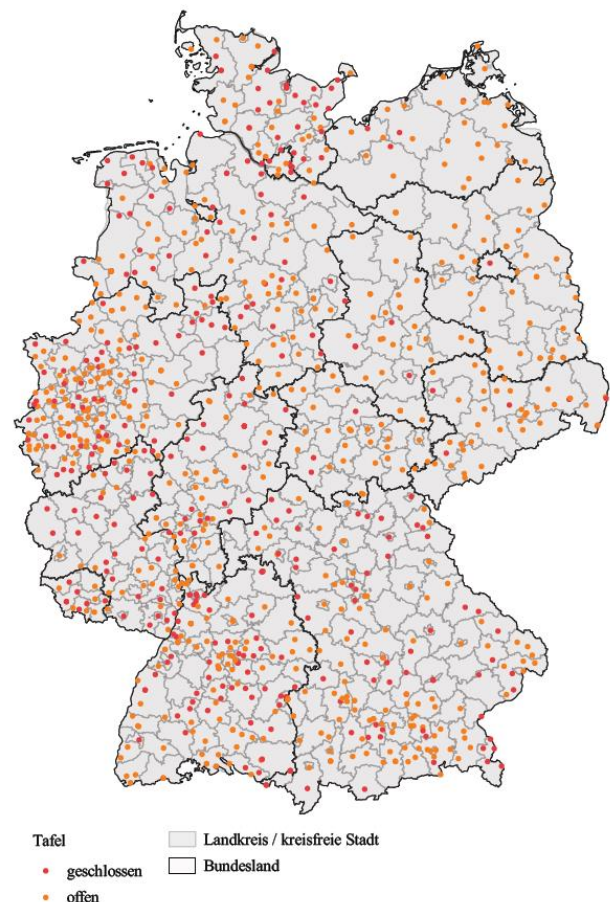 Tafel
geschlossen
offen
Landkreis / kreisfreie Stadt
Bundesland